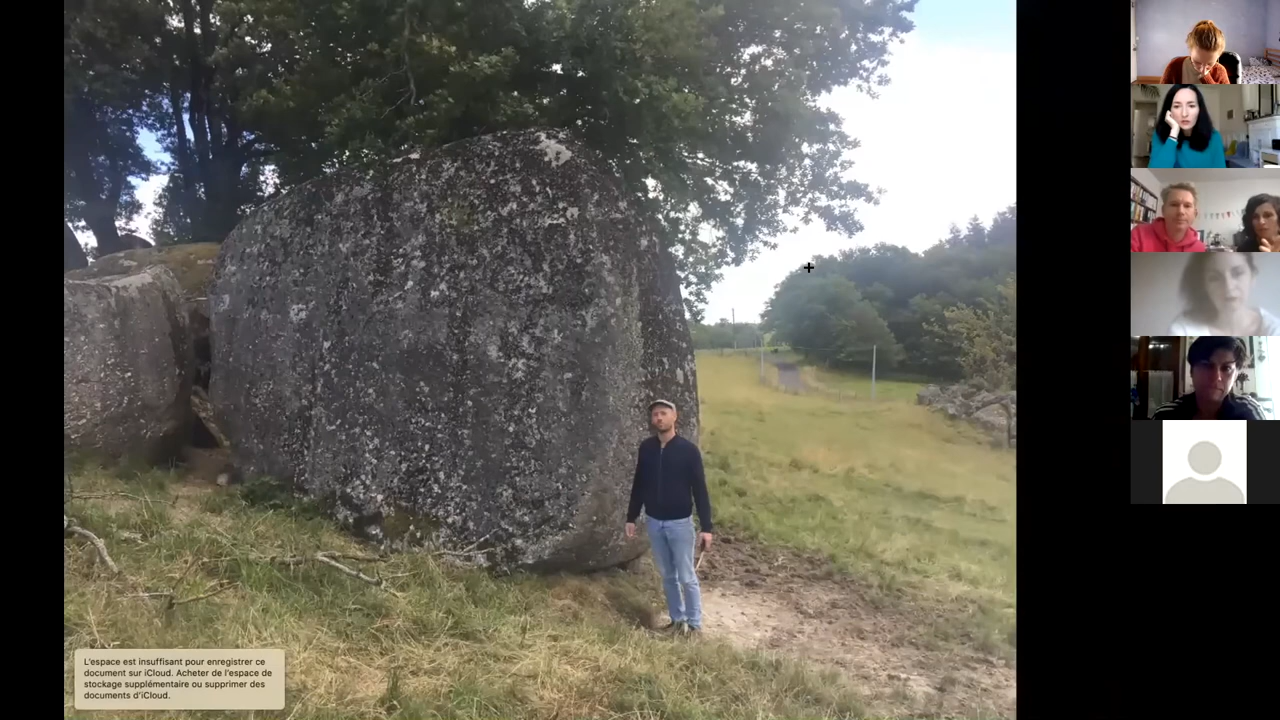 L'espace est insuffisant pour enregistrer ce
document sur iCloud. Acheter de l'espace de
stockage supplémentaire ou supprimer des
documents d'iCloud.